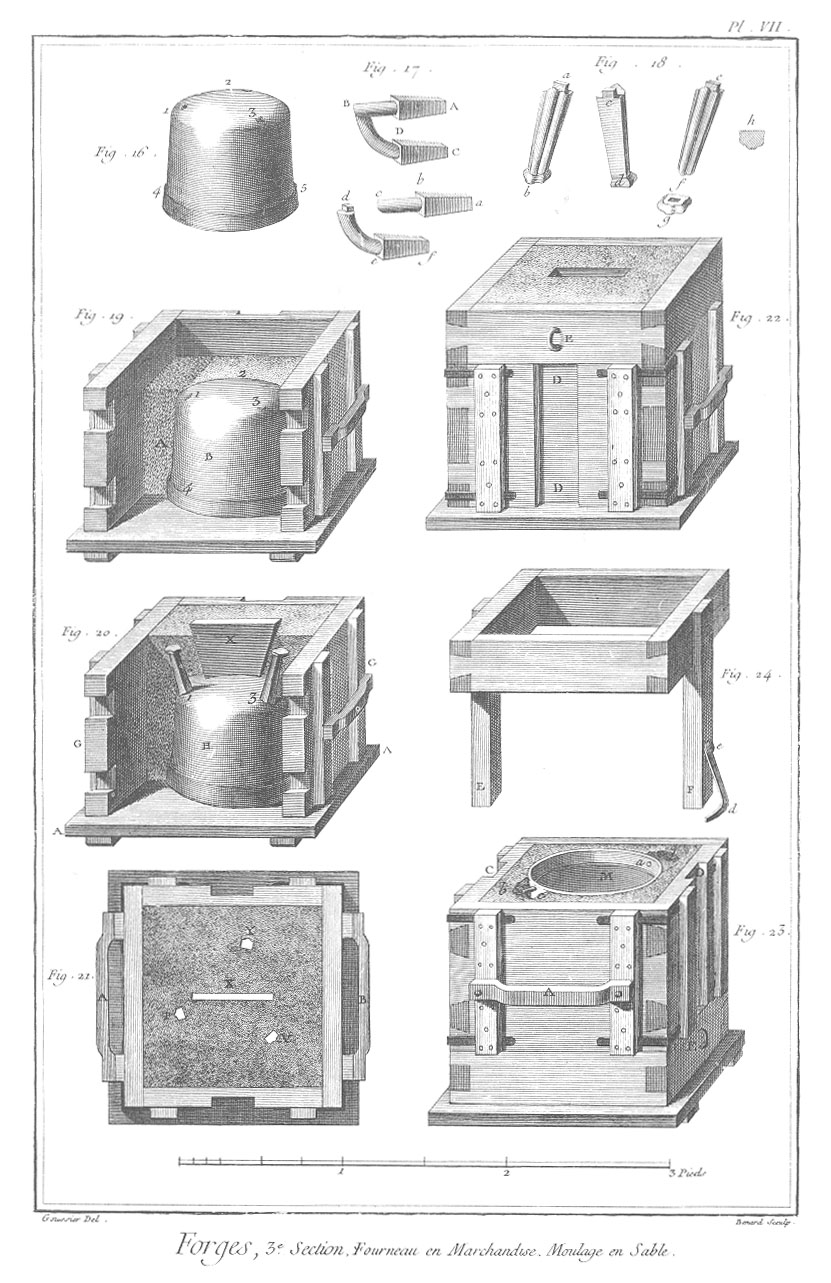 Pl . VII .
Fig . 17 .
Fig . 18 .
Fig . 16
1
2
3
4
5
A
B
C
D
a
b
c
d
e
f
a
b
c
d
e
f
g
h
Fig . 19 .
Fig . 22 .
1
2
3
4
A
B
E
D
D
Fig . 20 .
Fig . 24 .
X
1
3
G
G
H
A
A
E
F
e
d
Fig . 21 .
Fig . 23 .
Y
X
V
A
B
C
M
a
A
1
2
3 Pieds
Goussier Del .
Benard Sculp .
Forges, 3e Section, Fourneau en Marchandise. Moulage en Sable .